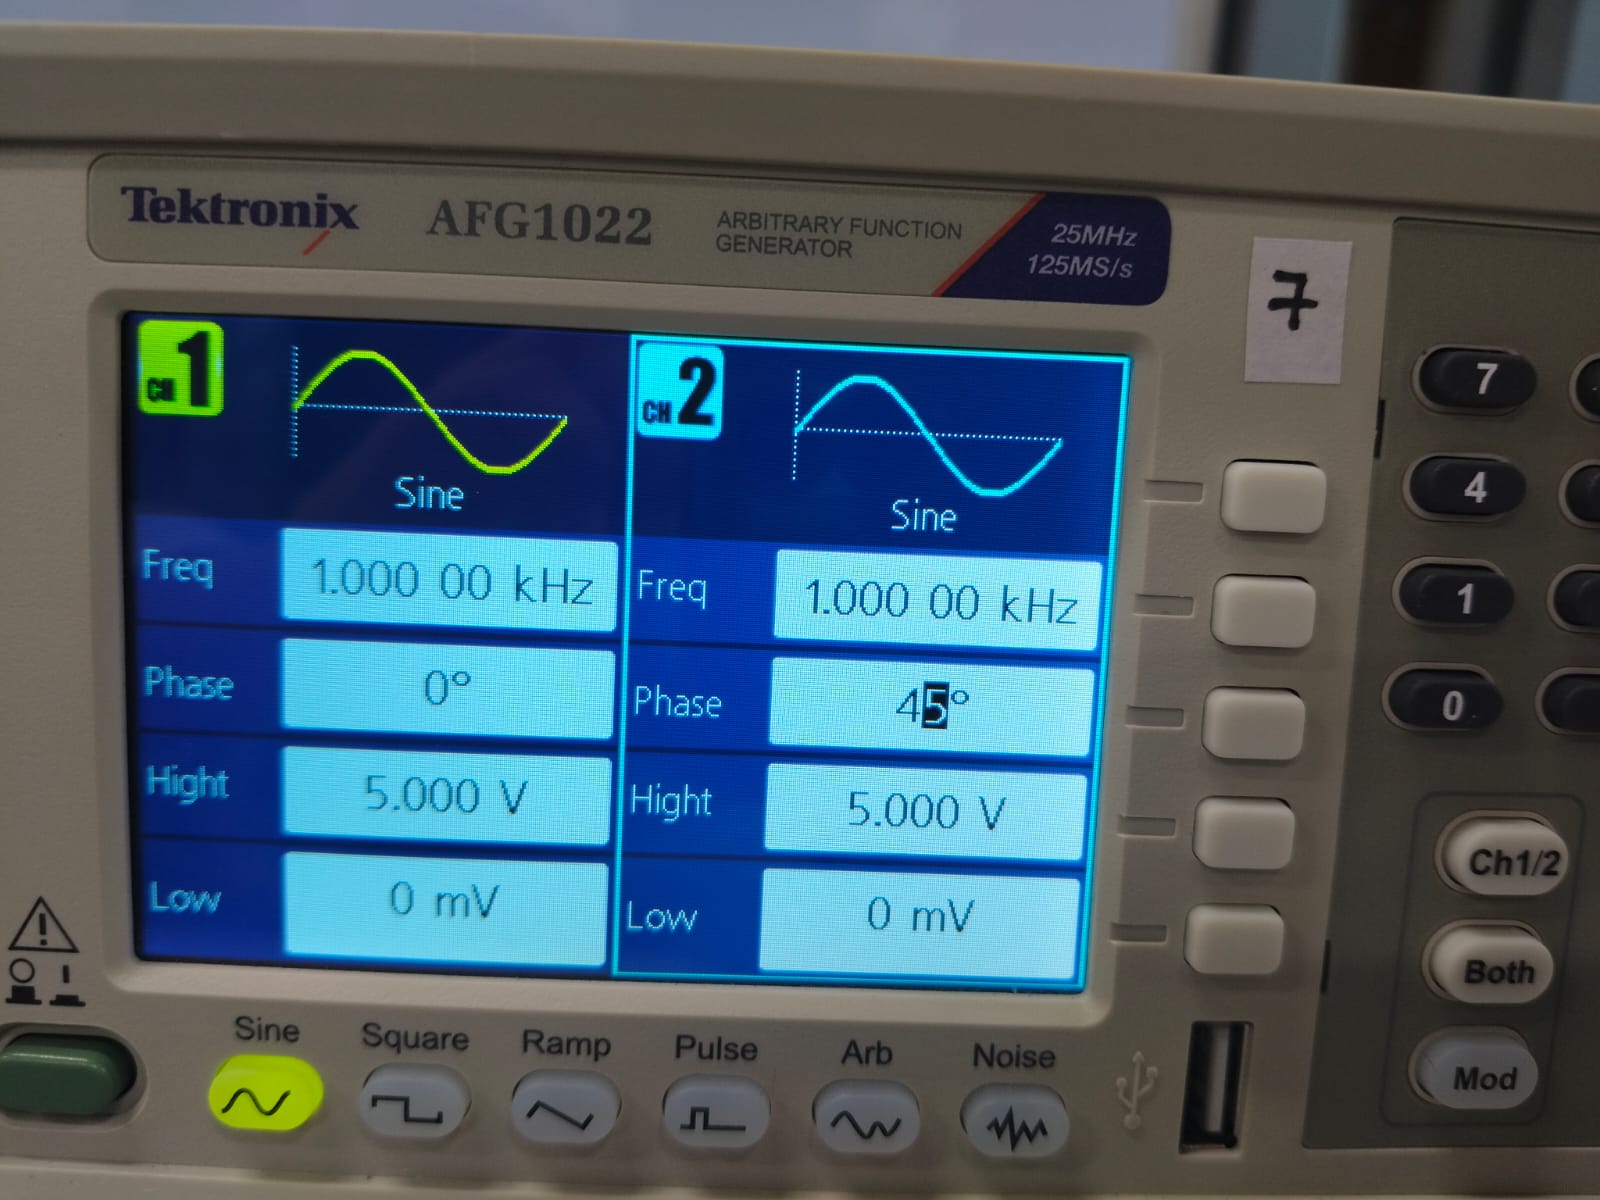 Tektronix AFG1022 ARBITRARY FUNCTION GENERATOR
25MHz
125MS/s
7
CH 1
Sine
Freq 1.000 00 kHz
Phase 0°
Hight 5.000 V
Low 0 mV
CH 2
Sine
Freq 1.000 00 kHz
Phase 45°
Hight 5.000 V
Low 0 mV
7
4
1
0
Ch1/2
Both
Mod
Sine Square Ramp Pulse Arb Noise